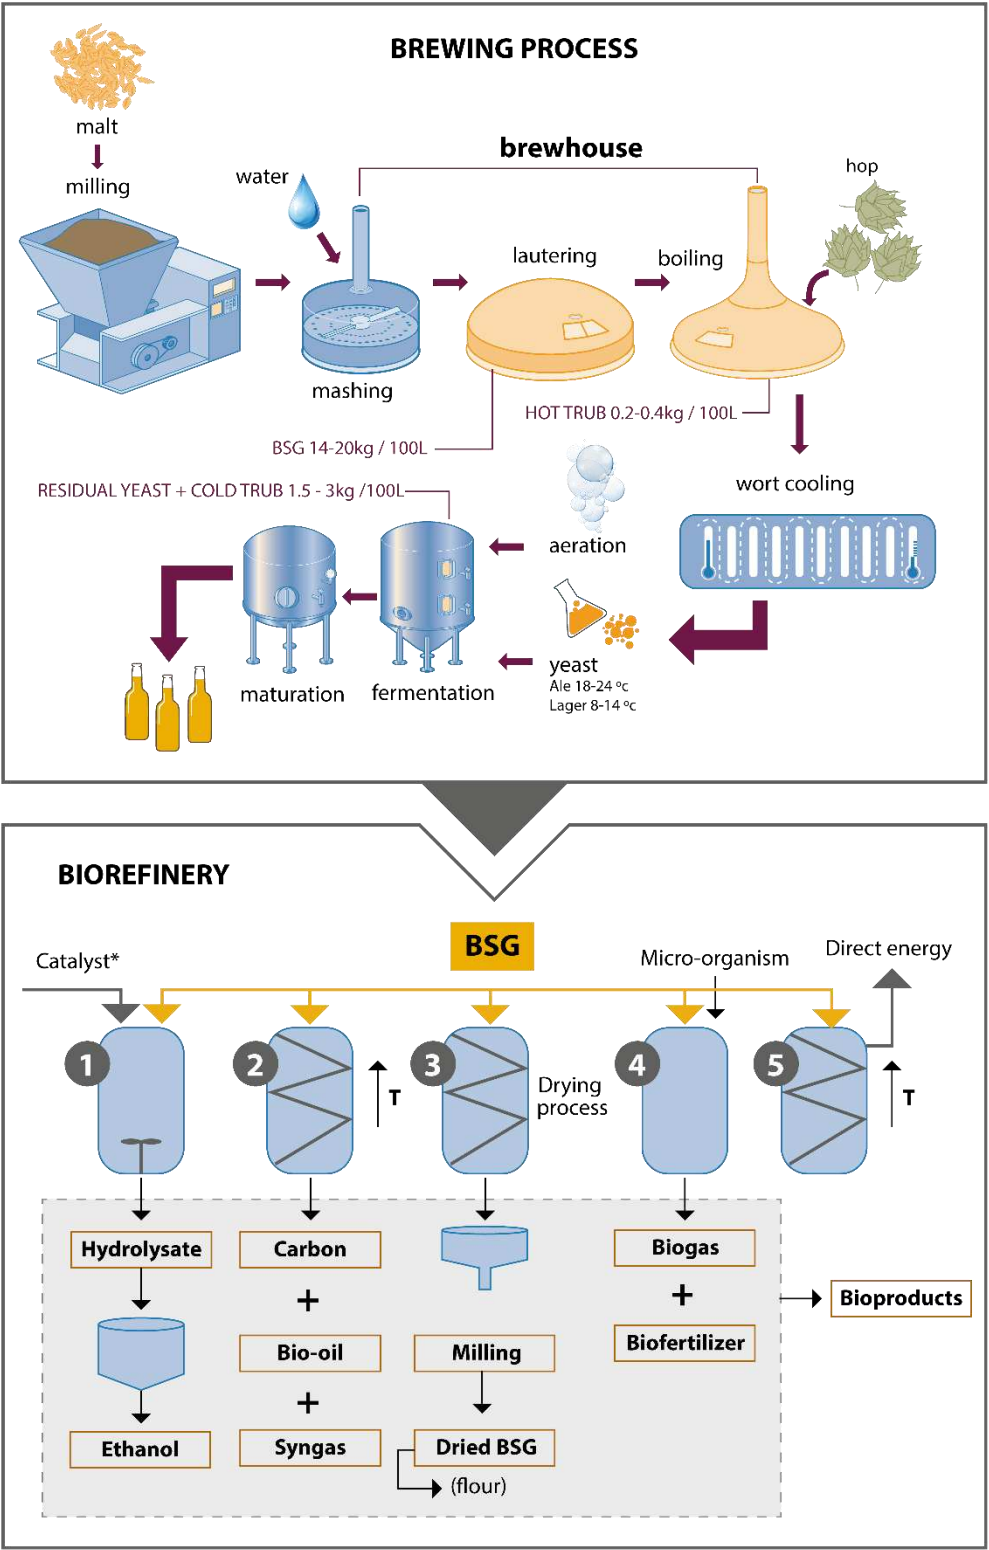 BREWING PROCESS
malt
milling
water
brewhouse
hop
lautering
boiling
mashing
HOT TRUB 0.2-0.4kg / 100L
BSG 14-20kg / 100L
RESIDUAL YEAST + COLD TRUB 1.5 - 3kg /100L
wort cooling
aeration
yeast
Ale 18-24 ºc
Lager 8-14 ºc
maturation
fermentation
BIOREFINERY
BSG
Catalyst*
Micro-organism
Direct energy
1
2
T
3
Drying
process
4
5
T
Hydrolysate
Carbon
Biogas
+
+
Bioproducts
Bio-oil
Milling
Biofertilizer
+
Ethanol
Syngas
Dried BSG
(flour)